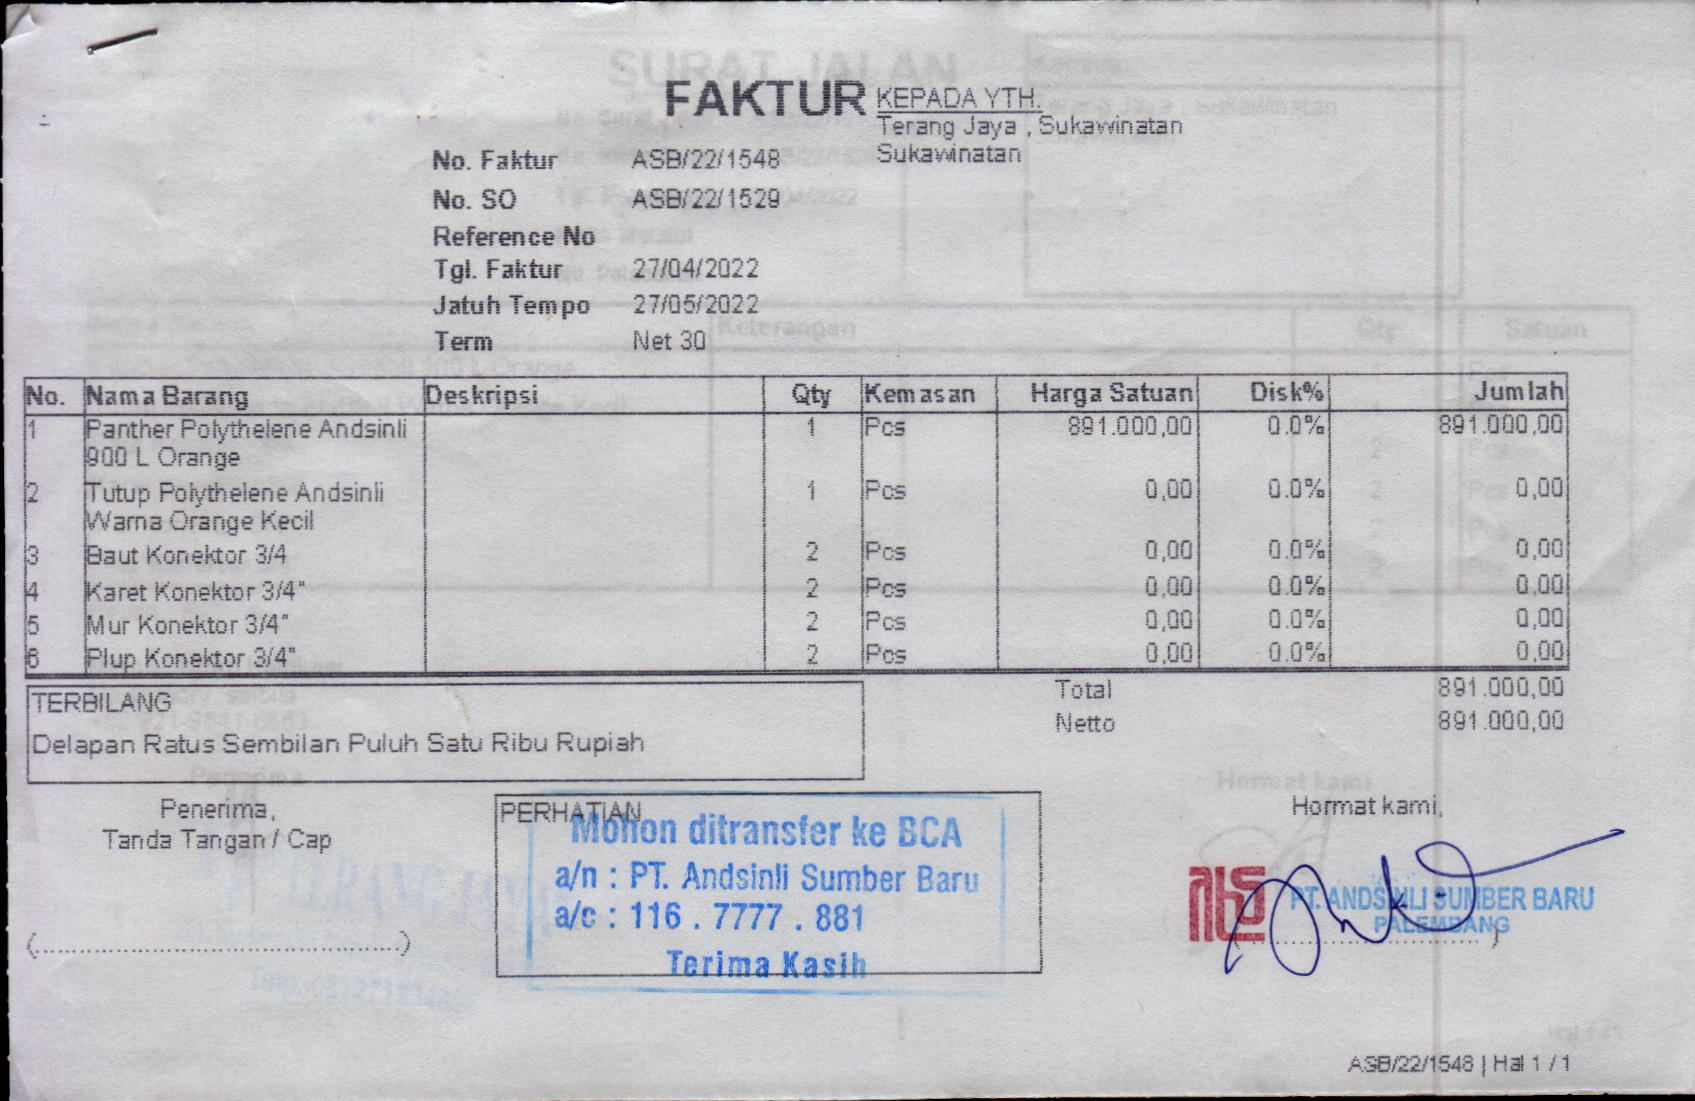 FAKTUR
KEPADA YTH.
Terang Jaya , Sukawinatan
Sukawinatan
No. Faktur ASB/22/1548
No. SO ASB/22/1529
Reference No
Tgl. Faktur 27/04/2022
Jatuh Tempo 27/05/2022
Term Net 30
No. Nama Barang Deskripsi Qty Kemasan Harga Satuan Disk% Jumlah
1 Panther Polythelene Andsinli 1 Pcs 891.000,00 0.0% 891.000,00
900 L Orange
2 Tutup Polythelene Andsinli 1 Pcs 0,00 0.0% 0,00
Warna Orange Kecil
3 Baut Konektor 3/4 2 Pcs 0,00 0.0% 0,00
4 Karet Konektor 3/4" 2 Pcs 0,00 0.0% 0,00
5 Mur Konektor 3/4" 2 Pcs 0,00 0.0% 0,00
6 Plup Konektor 3/4" 2 Pcs 0,00 0.0% 0,00
Total 891.000,00
Netto 891.000,00
TERBILANG
Delapan Ratus Sembilan Puluh Satu Ribu Rupiah
Penerima,
Tanda Tangan / Cap
(....................................................)
PERHATIAN
Mohon ditransfer ke BCA
a/n : PT. Andsinli Sumber Baru
a/c : 116 . 7777 . 881
Terima Kasih
Hormat kami,
PT. ANDSINLI SUMBER BARU
PALEMBANG
ASB/22/1548 | Hal 1 / 1
SURAT JALAN
Keterangan Qty Satuan